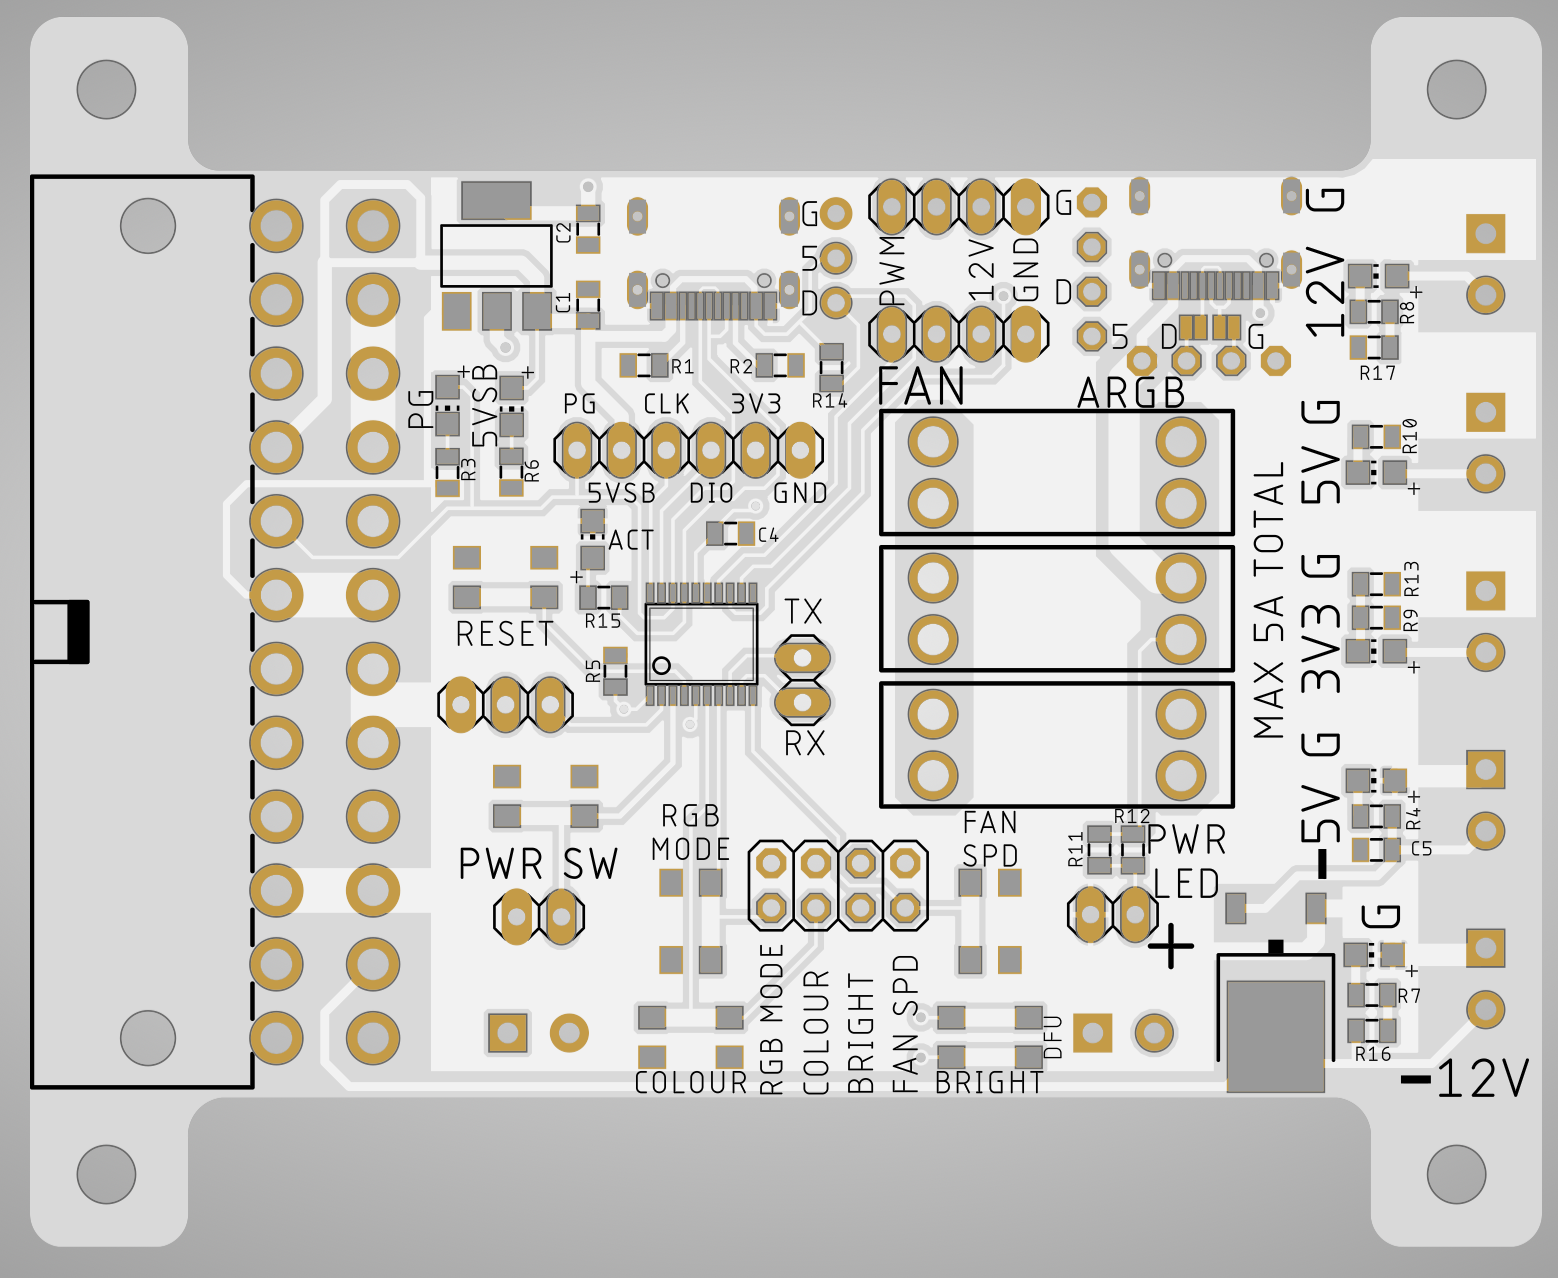 G
G
G
C2
12V
5
PWM
12V
GND
D
D
C1
5
D
G
R8
R1
R2
R17
R14
FAN
ARGB
PG
5VSB
PG
CLK
3V3
R3
R6
5VSB
DIO
GND
5V G
R10
ACT
C4
MAX 5A TOTAL
3V3 G
R13
R9
RESET
R15
R5
TX
RX
-5V G
R4
C5
RGB
MODE
FAN
SPD
R11
R12
PWR
LED
PWR SW
+
G
R7
R16
RGB MODE
COLOUR
BRIGHT
FAN SPD
DFU
COLOUR
BRIGHT
-12V